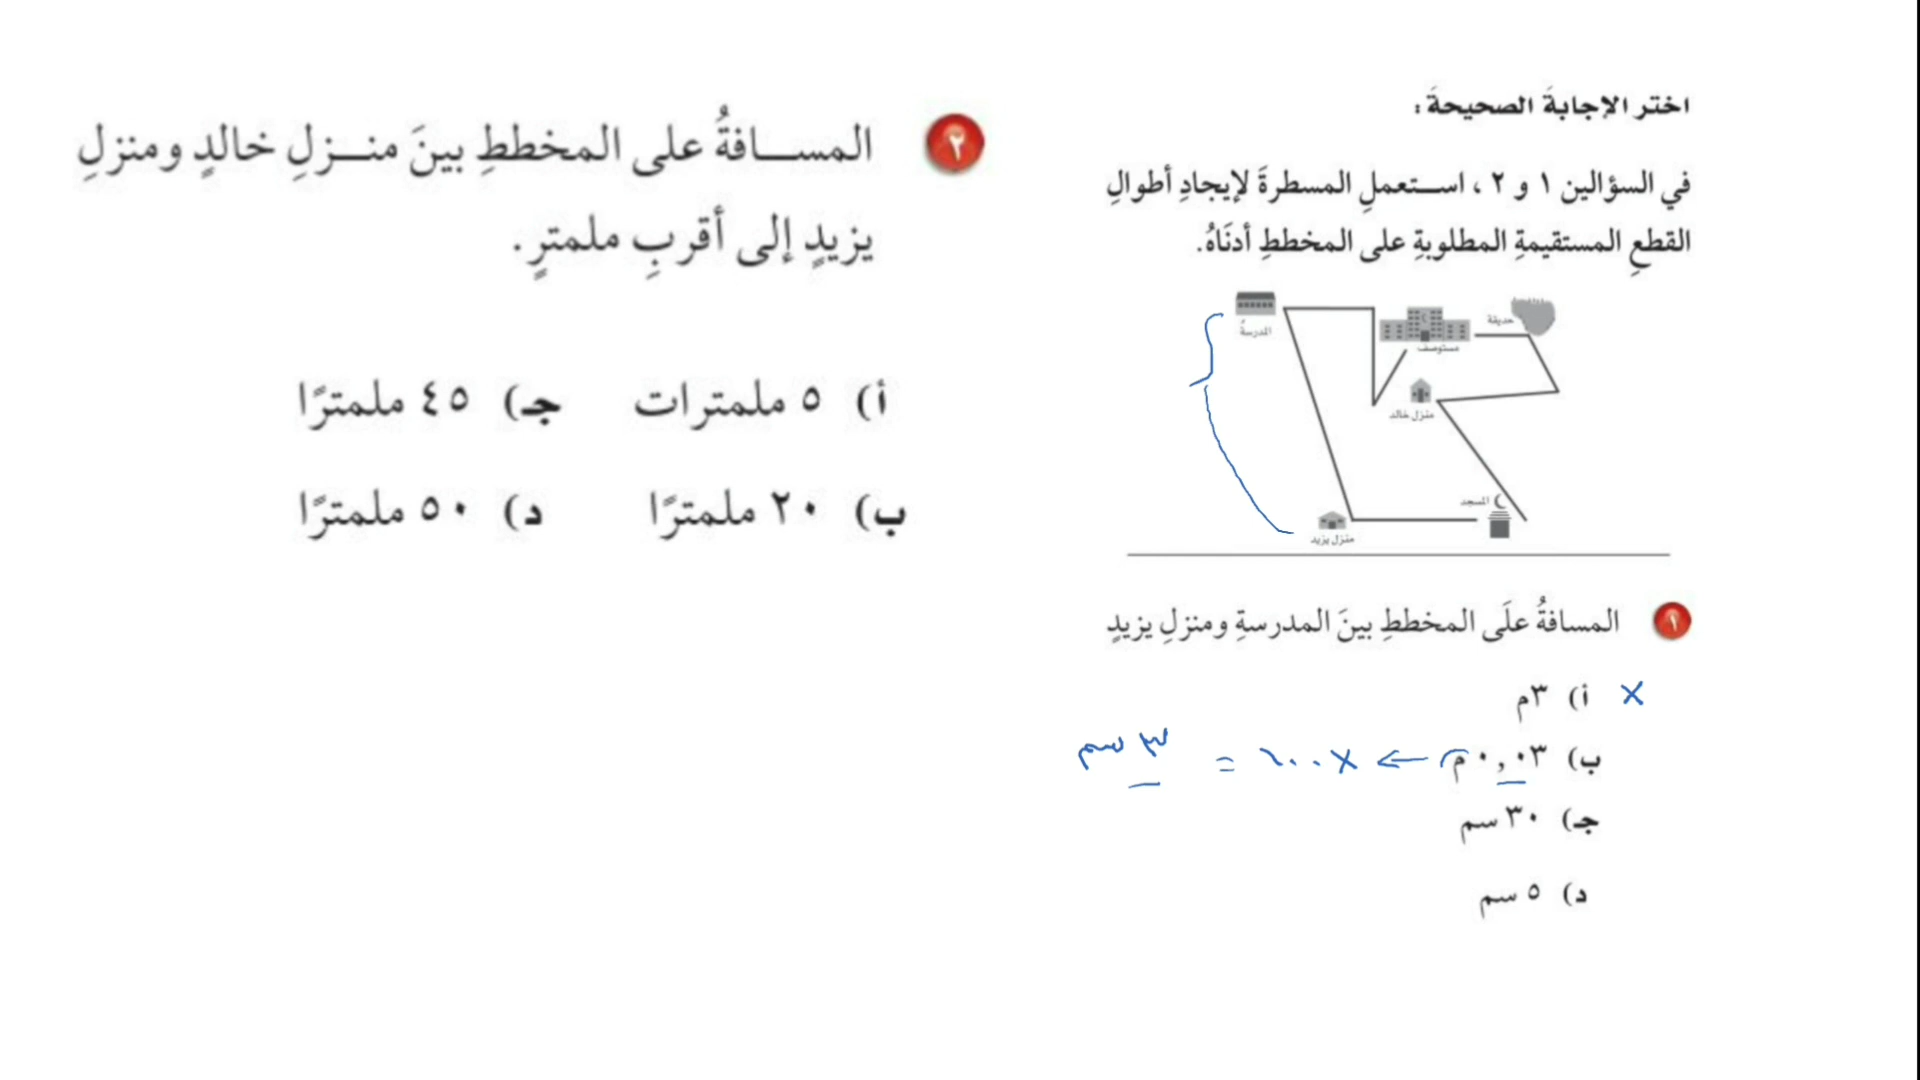 اختر الإجابةَ الصحيحةَ:
في السؤالين ١ و ٢ ، استعملِ المسطرةَ لإيجادِ أطوالِ
القطعِ المستقيمةِ المطلوبةِ على المخططِ أدنَاهُ.
المدرسةُ
مستوصف
حديقة
منزل خالد
المسجد
منزل يزيد
١ المسافةُ علَى المخططِ بينَ المدرسةِ ومنزلِ يزيدٍ
أ) ٣م ×
ب) ٠,٠٣ م ← ×١٠٠ = ٣ سم
جـ) ٣٠ سم
د) ٥ سم
٢ المسافةُ على المخططِ بينَ منزلِ خالدٍ ومنزلِ
يزيدٍ إلى أقربِ ملمترٍ.
أ) ٥ ملمترات جـ) ٤٥ ملمترًا
ب) ٢٠ ملمترًا د) ٥٠ ملمترًا